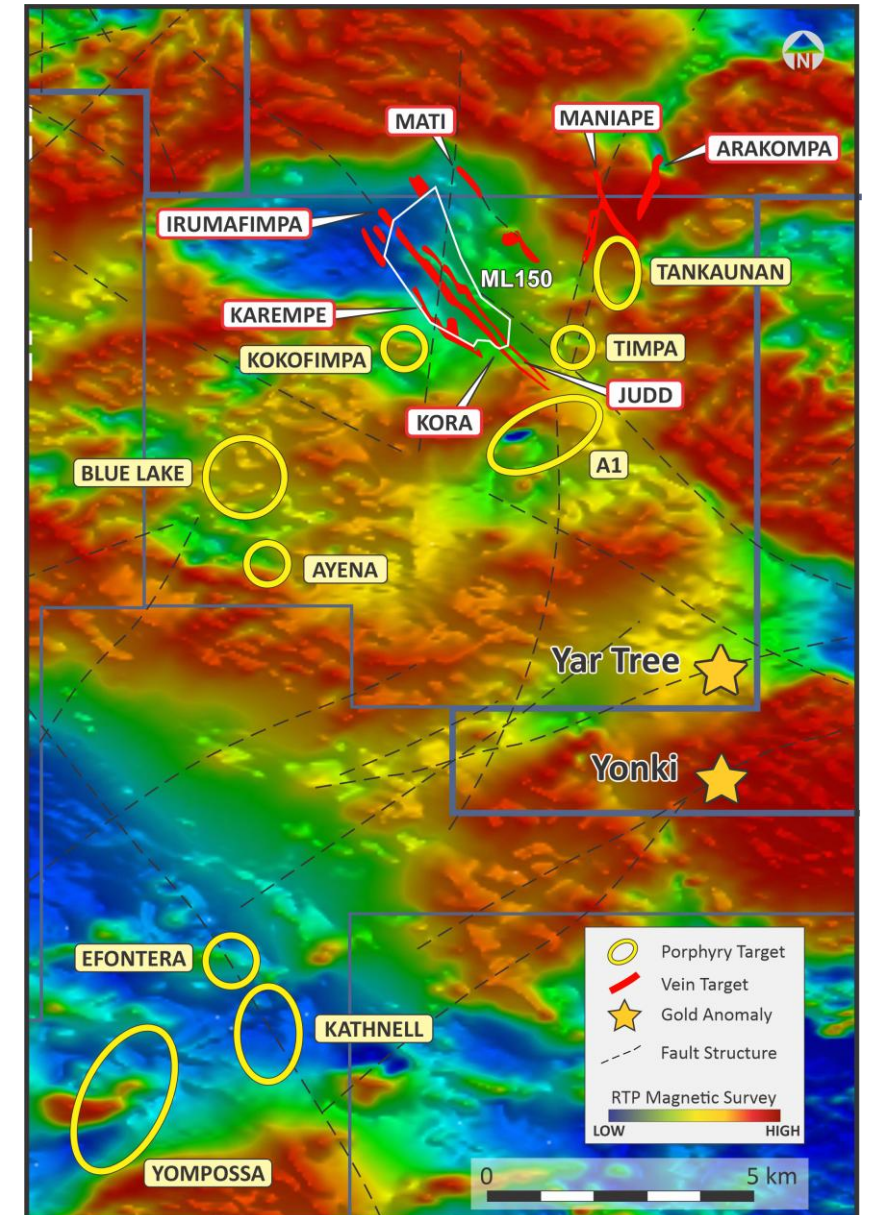 N
MATI
MANIAPE
ARAKOMPA
IRUMAFIMPA
ML150
TANKAUNAN
KAREMPE
KOKOFIMPA
TIMPA
JUDD
KORA
A1
BLUE LAKE
AYENA
Yar Tree
Yonki
EFONTERA
KATHNELL
YOMPOSSA
Porphyry Target
Vein Target
Gold Anomaly
Fault Structure
RTP Magnetic Survey
LOW HIGH
0 5 km